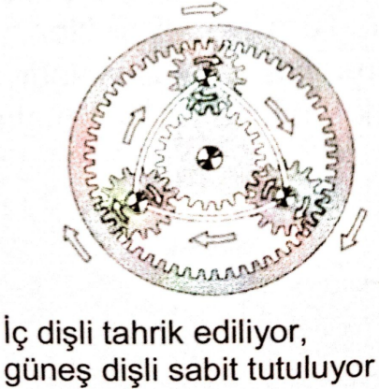 İç dişli tahrik ediliyor,
güneş dişli sabit tutuluyor